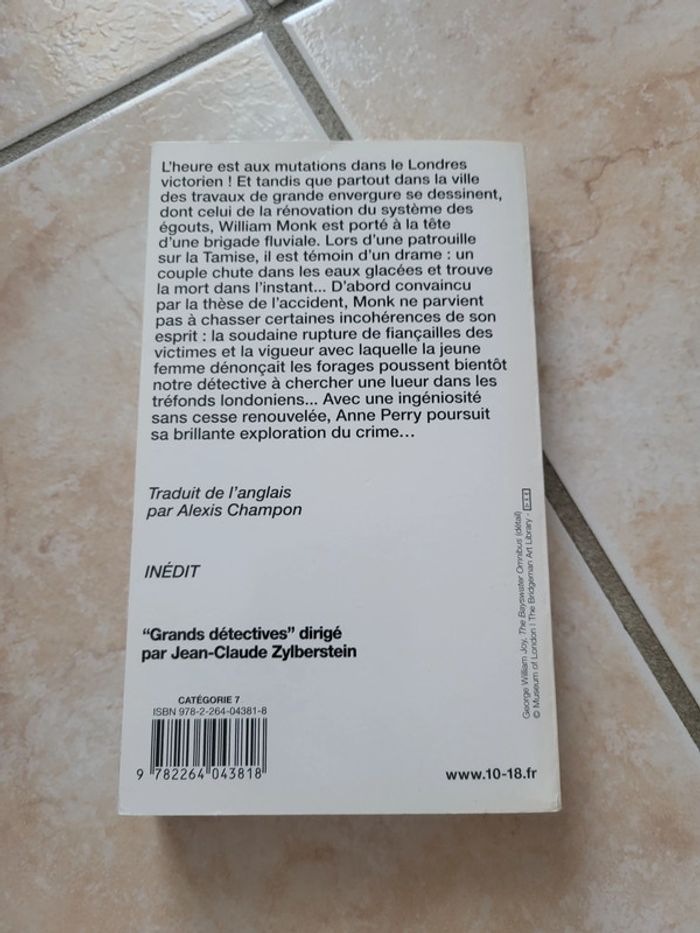 L'heure est aux mutations dans le Londres
victorien ! Et tandis que partout dans la ville
des travaux de grande envergure se dessinent,
dont celui de la rénovation du système des
égouts, William Monk est porté à la tête
d'une brigade fluviale. Lors d'une patrouille
sur la Tamise, il est témoin d'un drame : un
couple chute dans les eaux glacées et trouve
la mort dans l'instant... D'abord convaincu
par la thèse de l'accident, Monk ne parvient
pas à chasser certaines incohérences de son
esprit : la soudaine rupture de fiançailles des
victimes et la vigueur avec laquelle la jeune
femme dénonçait les forages poussent bientôt
notre détective à chercher une lueur dans les
tréfonds londoniens... Avec une ingéniosité
sans cesse renouvelée, Anne Perry poursuit
sa brillante exploration du crime...
Traduit de l'anglais
par Alexis Champon
INÉDIT
"Grands détectives" dirigé
par Jean-Claude Zylberstein
CATÉGORIE 7
ISBN 978-2-264-04381-8
9 782264 043818
www.10-18.fr
George William Joy, The Bayswater Omnibus (détail)
© Museum of London | The Bridgeman Art Library -